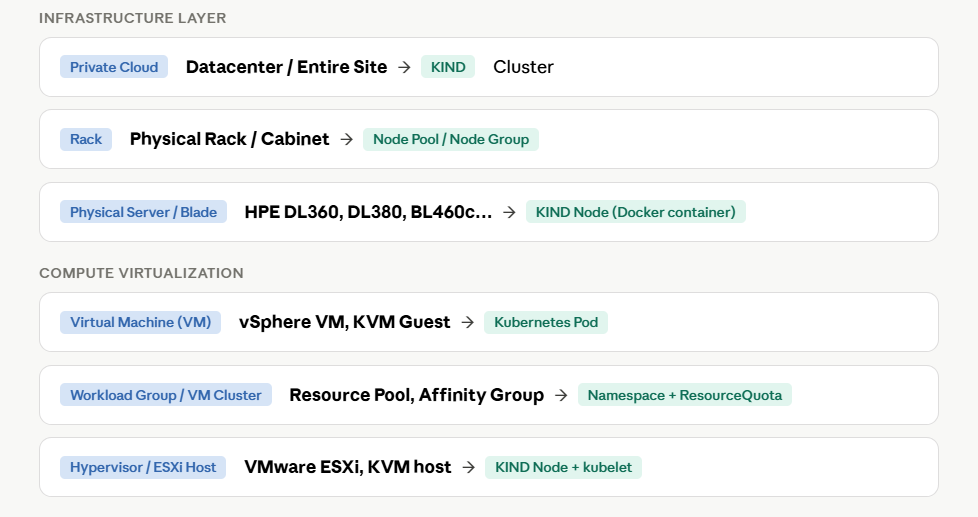 INFRASTRUCTURE LAYER
Private Cloud Datacenter / Entire Site → KIND Cluster
Rack Physical Rack / Cabinet → Node Pool / Node Group
Physical Server / Blade HPE DL360, DL380, BL460c... → KIND Node (Docker container)
COMPUTE VIRTUALIZATION
Virtual Machine (VM) vSphere VM, KVM Guest → Kubernetes Pod
Workload Group / VM Cluster Resource Pool, Affinity Group → Namespace + ResourceQuota
Hypervisor / ESXi Host VMware ESXi, KVM host → KIND Node + kubelet